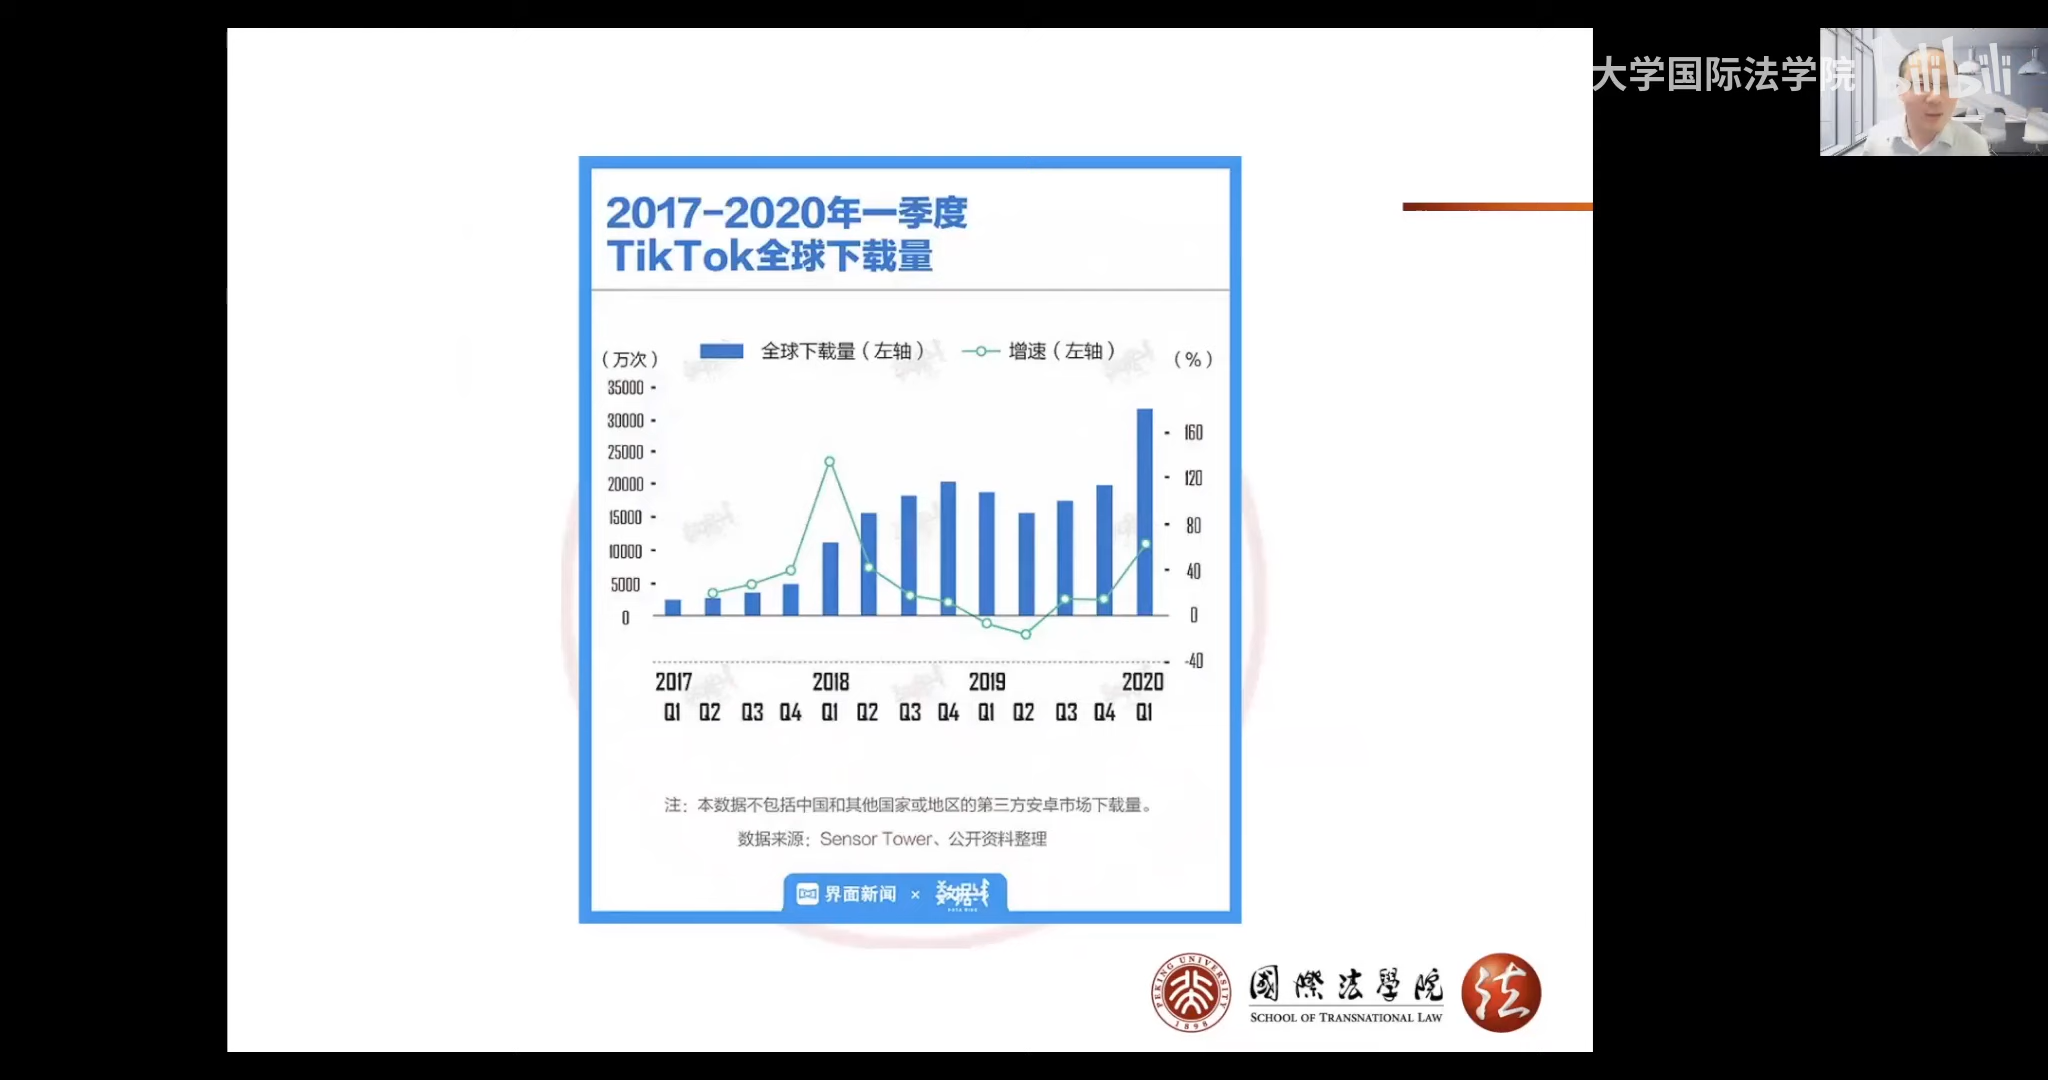 大学国际法学院
bilibili
2017-2020年一季度
TikTok全球下载量
(万次)
全球下载量(左轴)
增速(左轴)
(%)
35000
30000
25000
20000
15000
10000
5000
0
160
120
80
40
0
-40
2017 2018 2019 2020
Q1 Q2 Q3 Q4 Q1 Q2 Q3 Q4 Q1 Q2 Q3 Q4 Q1
注：本数据不包括中国和其他国家或地区的第三方安卓市场下载量。
数据来源：Sensor Tower、公开资料整理
界面新闻 × 数据线
PEKING UNIVERSITY
1898
國際法學院
SCHOOL OF TRANSNATIONAL LAW
法